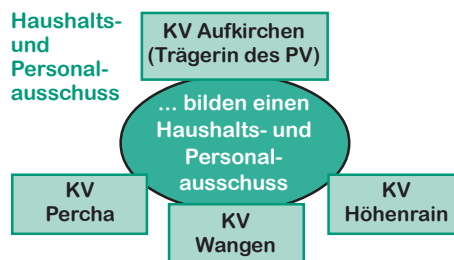 Haushalts-
und
Personal-
ausschuss
KV Aufkirchen
(Trägerin des PV)
... bilden einen
Haushalts- und
Personal-
ausschuss
KV
Percha
KV
Wangen
KV
Höhenrain